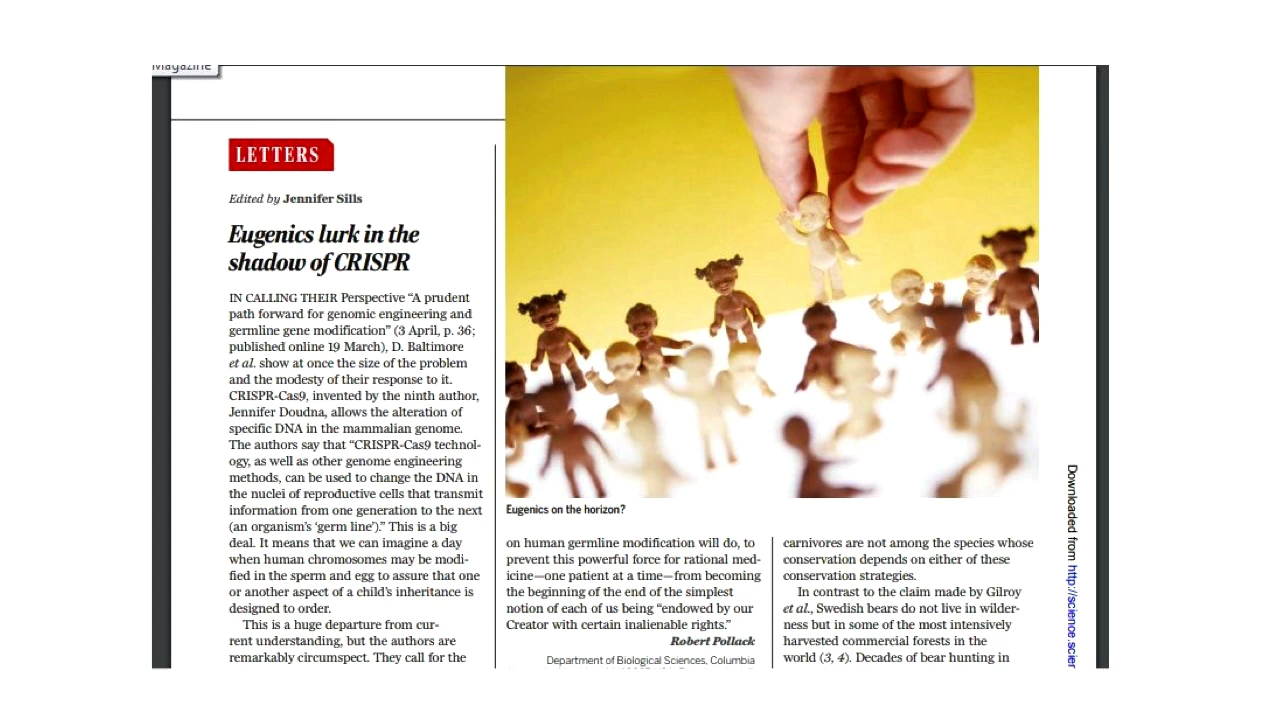 Magazine
LETTERS
Edited by Jennifer Sills
Eugenics lurk in the
shadow of CRISPR
IN CALLING THEIR Perspective “A prudent
path forward for genomic engineering and
germline gene modification” (3 April, p. 36;
published online 19 March), D. Baltimore
et al. show at once the size of the problem
and the modesty of their response to it.
CRISPR-Cas9, invented by the ninth author,
Jennifer Doudna, allows the alteration of
specific DNA in the mammalian genome.
The authors say that “CRISPR-Cas9 technol-
ogy, as well as other genome engineering
methods, can be used to change the DNA in
the nuclei of reproductive cells that transmit
information from one generation to the next
(an organism’s ‘germ line’).” This is a big
deal. It means that we can imagine a day
when human chromosomes may be modi-
fied in the sperm and egg to assure that one
or another aspect of a child’s inheritance is
designed to order.
This is a huge departure from cur-
rent understanding, but the authors are
remarkably circumspect. They call for the
Eugenics on the horizon?
on human germline modification will do, to
prevent this powerful force for rational med-
icine—one patient at a time—from becoming
the beginning of the end of the simplest
notion of each of us being “endowed by our
Creator with certain inalienable rights.”
Robert Pollack
Department of Biological Sciences, Columbia
carnivores are not among the species whose
conservation depends on either of these
conservation strategies.
In contrast to the claim made by Gilroy
et al., Swedish bears do not live in wilder-
ness but in some of the most intensively
harvested commercial forests in the
world (3, 4). Decades of bear hunting in
Downloaded from http://science.scier